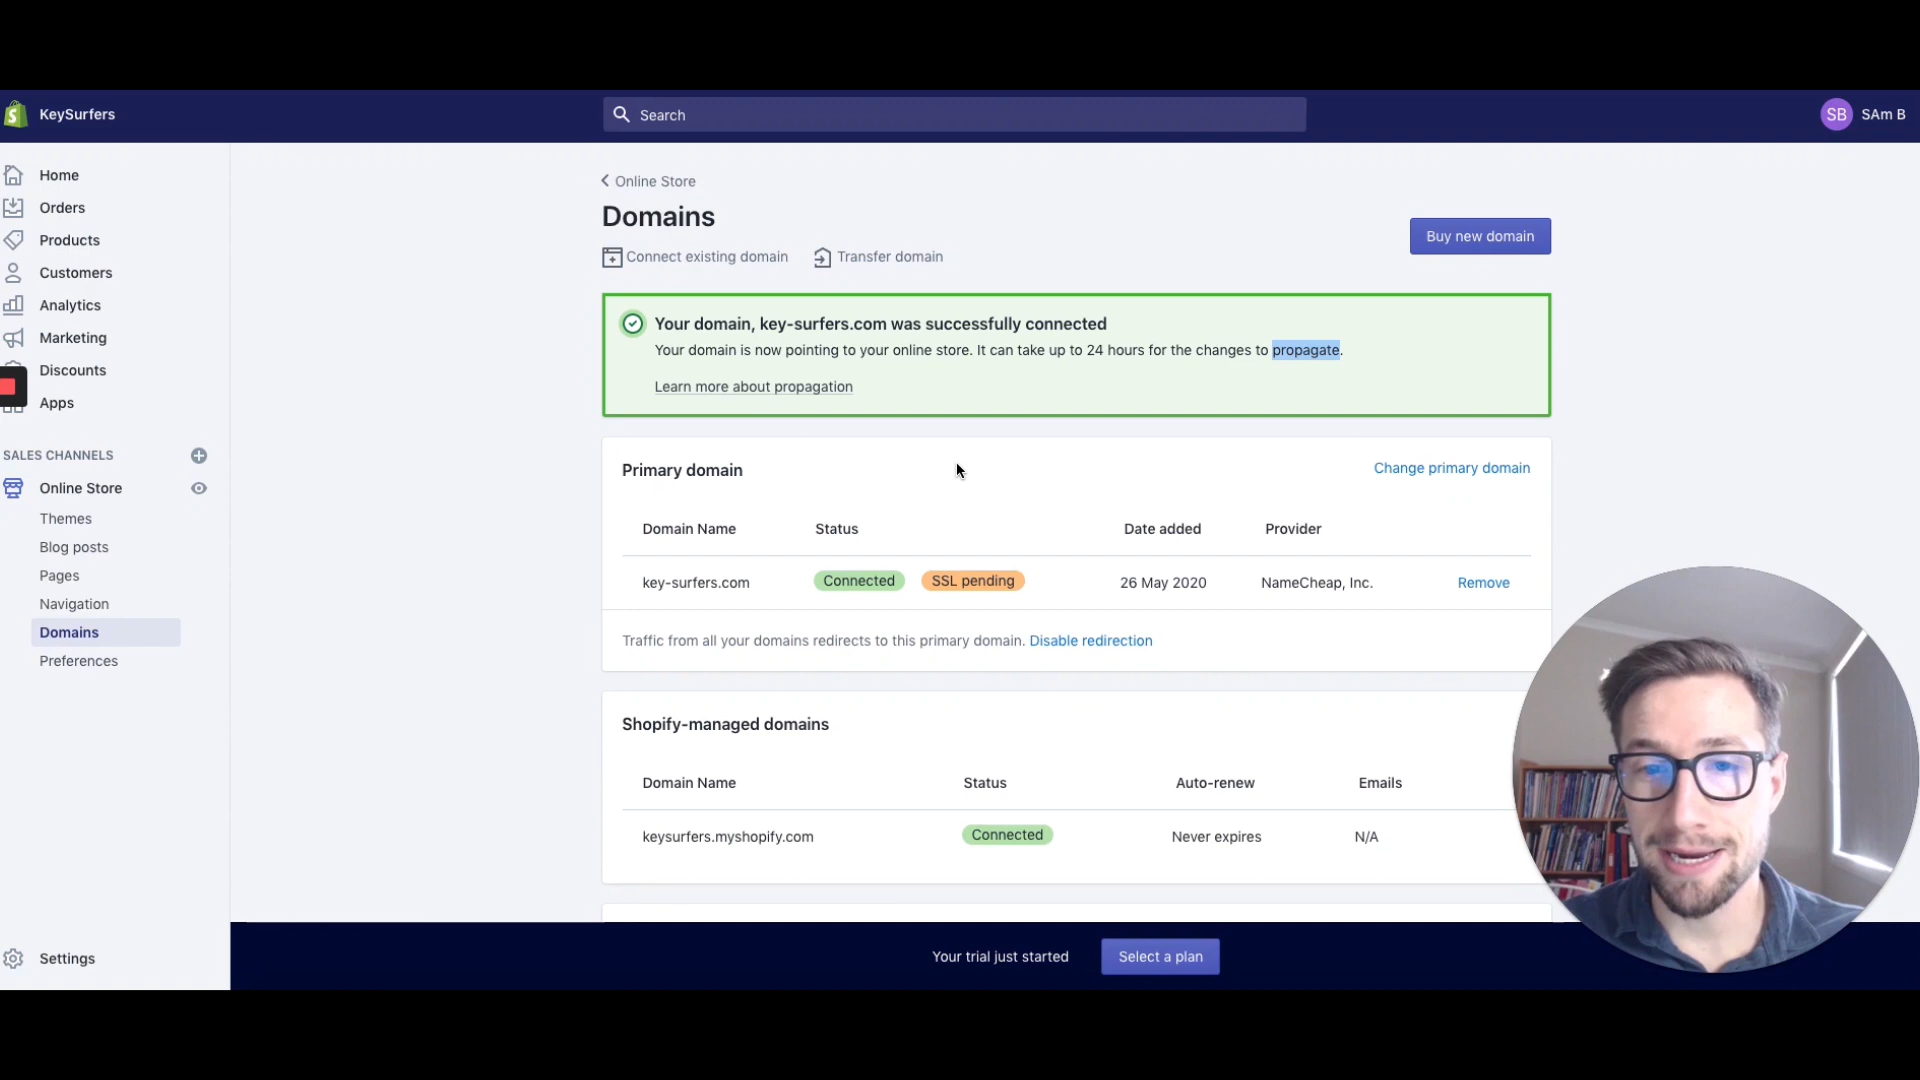 KeySurfers
Search
SB
SAm B
Home
Orders
Products
Customers
Analytics
Marketing
Discounts
Apps
SALES CHANNELS
Online Store
Themes
Blog posts
Pages
Navigation
Domains
Preferences
Settings
Online Store
Domains
Connect existing domain
Transfer domain
Buy new domain
Your domain, key-surfers.com was successfully connected
Your domain is now pointing to your online store. It can take up to 24 hours for the changes to propagate.
Learn more about propagation
Primary domain
Change primary domain
Domain Name Status Date added Provider
key-surfers.com Connected SSL pending 26 May 2020 NameCheap, Inc. Remove
Traffic from all your domains redirects to this primary domain. Disable redirection
Shopify-managed domains
Domain Name Status Auto-renew Emails
keysurfers.myshopify.com Connected Never expires N/A
Your trial just started
Select a plan